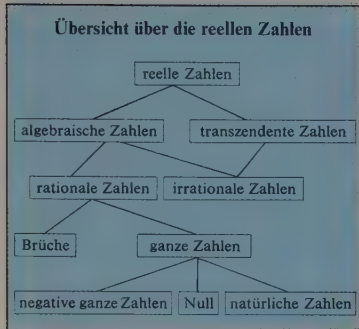 Übersicht über die reellen Zahlen
reelle Zahlen
algebraische Zahlen transzendente Zahlen
rationale Zahlen irrationale Zahlen
Brüche ganze Zahlen
negative ganze Zahlen Null natürliche Zahlen